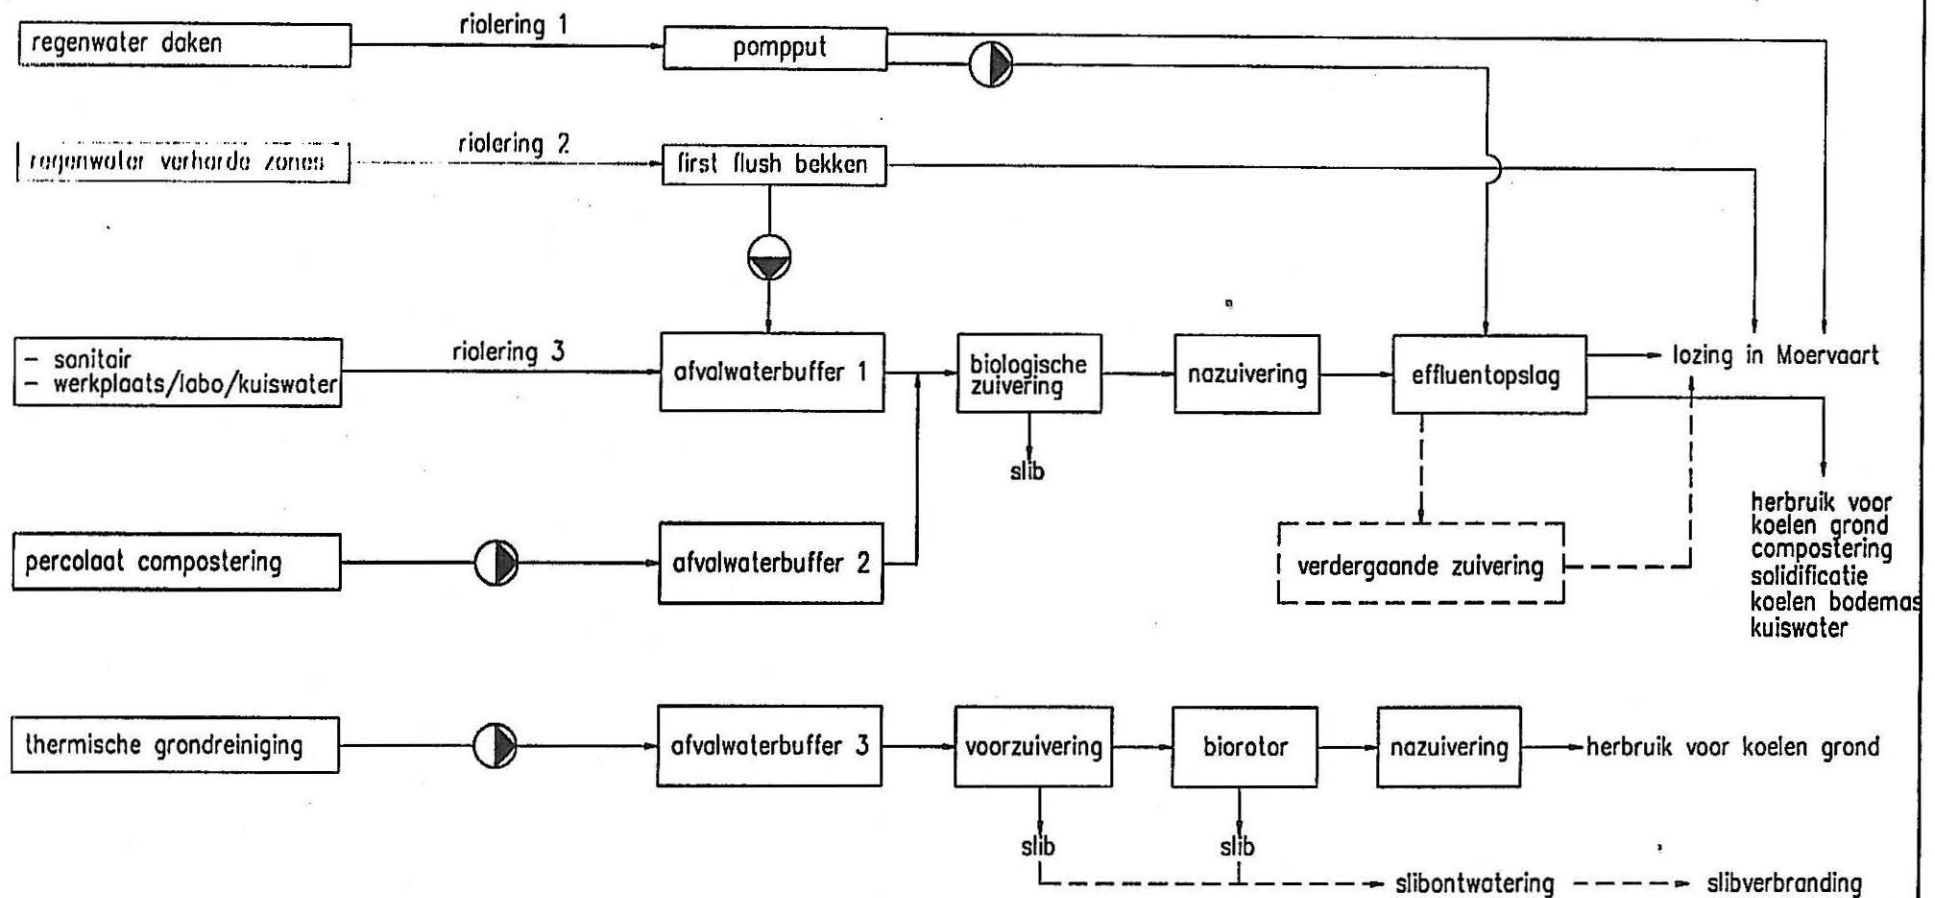 regenwater daken
riolering 1
pompput
regenwater verharde zones
riolering 2
first flush bekken
- sanitair
- werkplaats/labo/kuiswater
riolering 3
afvalwaterbuffer 1
biologische
zuivering
nazuivering
effluentopslag
lozing in Moervaart
slib
percolaat compostering
afvalwaterbuffer 2
verdergaande zuivering
herbruik voor
koelen grond
compostering
solidificatie
koelen bodemas
kuiswater
thermische grondreiniging
afvalwaterbuffer 3
voorzuivering
biorotor
nazuivering
herbruik voor koelen grond
slib
slib
slibontwatering
slibverbranding